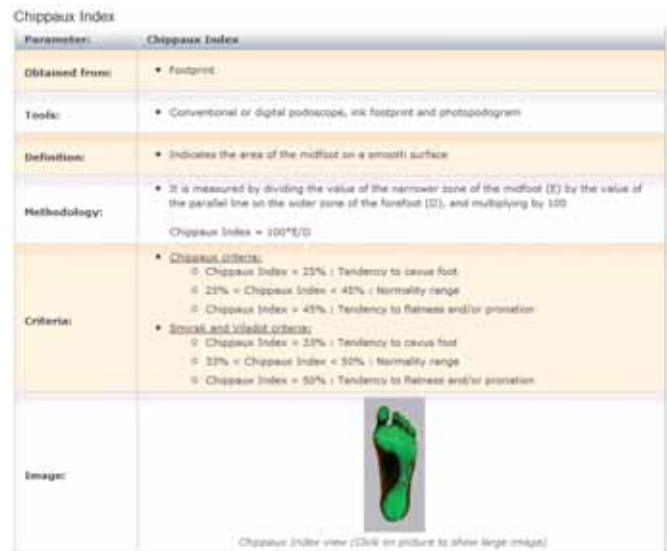 Chippaux Index
Parameter: Chippaux Index
Obtained from: • Footprint
Tools: • Conventional or digital podoscope, ink footprint and photopodogram
Definition: • Indicates the area of the midfoot on a smooth surface
Methodology: • It is measured by dividing the value of the narrower zone of the midfoot (E) by the value of
the parallel line on the wider zone of the forefoot (D), and multiplying by 100
Chippaux Index = 100*E/D
Criteria:
• Chippaux criteria:
Chippaux Index < 25% : Tendency to cavus foot
25% < Chippaux Index < 45% : Normality range
Chippaux Index 45% : Tendency to flatness and/or pronation
• Smirak and Viladot criteria:
Chippaux Index < 33% : Tendency to cavus foot
33% < Chippaux Index < 50% : Normality range
Chippaux Index 50% : Tendency to flatness and/or pronation
Image:
Chippaux Index view (Click on picture to show large image)